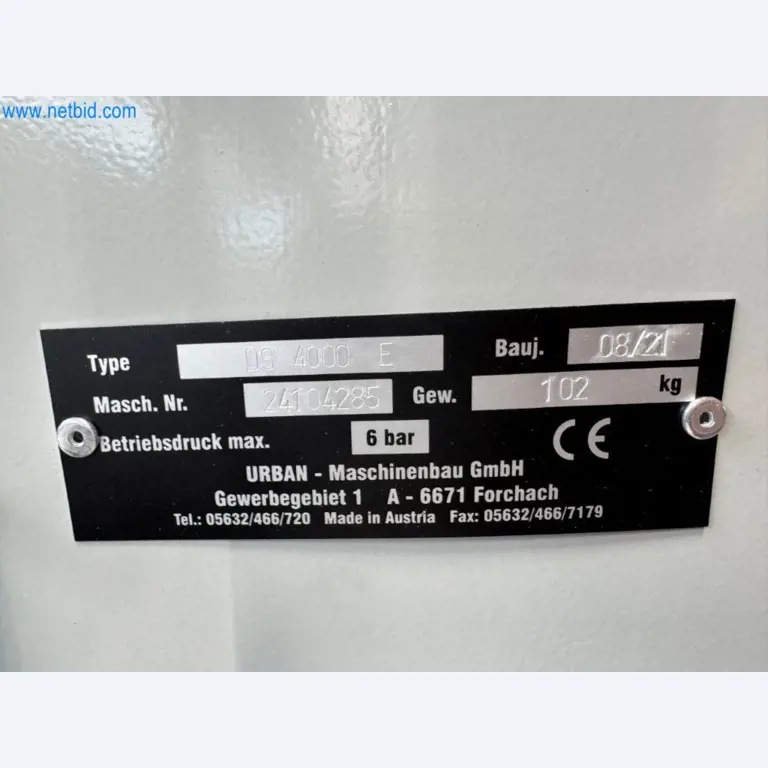 www.netbid.com
Type DS 4000 E Bauj. 08/21
Masch. Nr. 24104285 Gew. 102 kg
Betriebsdruck max. 6 bar CE
URBAN - Maschinenbau GmbH
Gewerbegebiet 1 A - 6671 Forchach
Tel.: 05632/466/720 Made in Austria Fax: 05632/466/7179